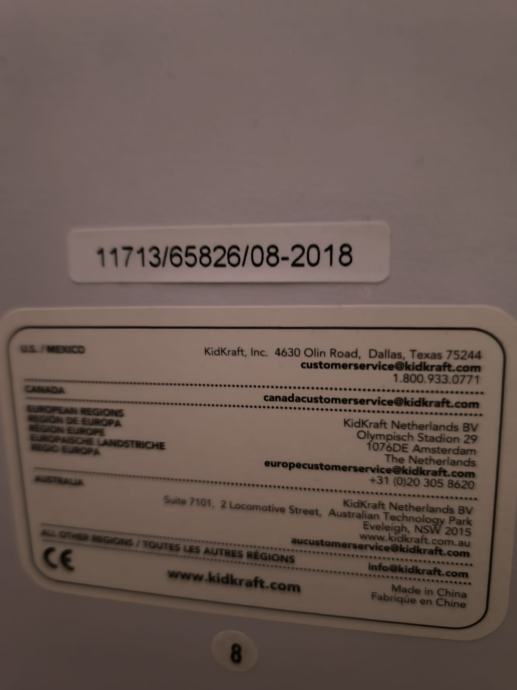 11713/65826/08-2018
U.S. / MEXICO
KidKraft, Inc. 4630 Olin Road, Dallas, Texas 75244
customerservice@kidkraft.com
1.800.933.0771
CANADA
canadacustomerservice@kidkraft.com
EUROPEAN REGIONS
REGION DE EUROPA
RÉGION EUROPE
EUROPÄISCHE LANDSTRICHE
REGIO EUROPA
KidKraft Netherlands BV
Olympisch Stadion 29
1076DE Amsterdam
The Netherlands
europecustomerservice@kidkraft.com
+31 (0)20 305 8620
AUSTRALIA
KidKraft Netherlands BV
Suite 7101, 2 Locomotive Street, Australian Technology Park
Eveleigh, NSW 2015
www.kidkraft.com.au
aucustomerservice@kidkraft.com
ALL OTHER REGIONS / TOUTES LES AUTRES RÉGIONS
info@kidkraft.com
CE
www.kidkraft.com
Made in China
Fabriqué en Chine
8